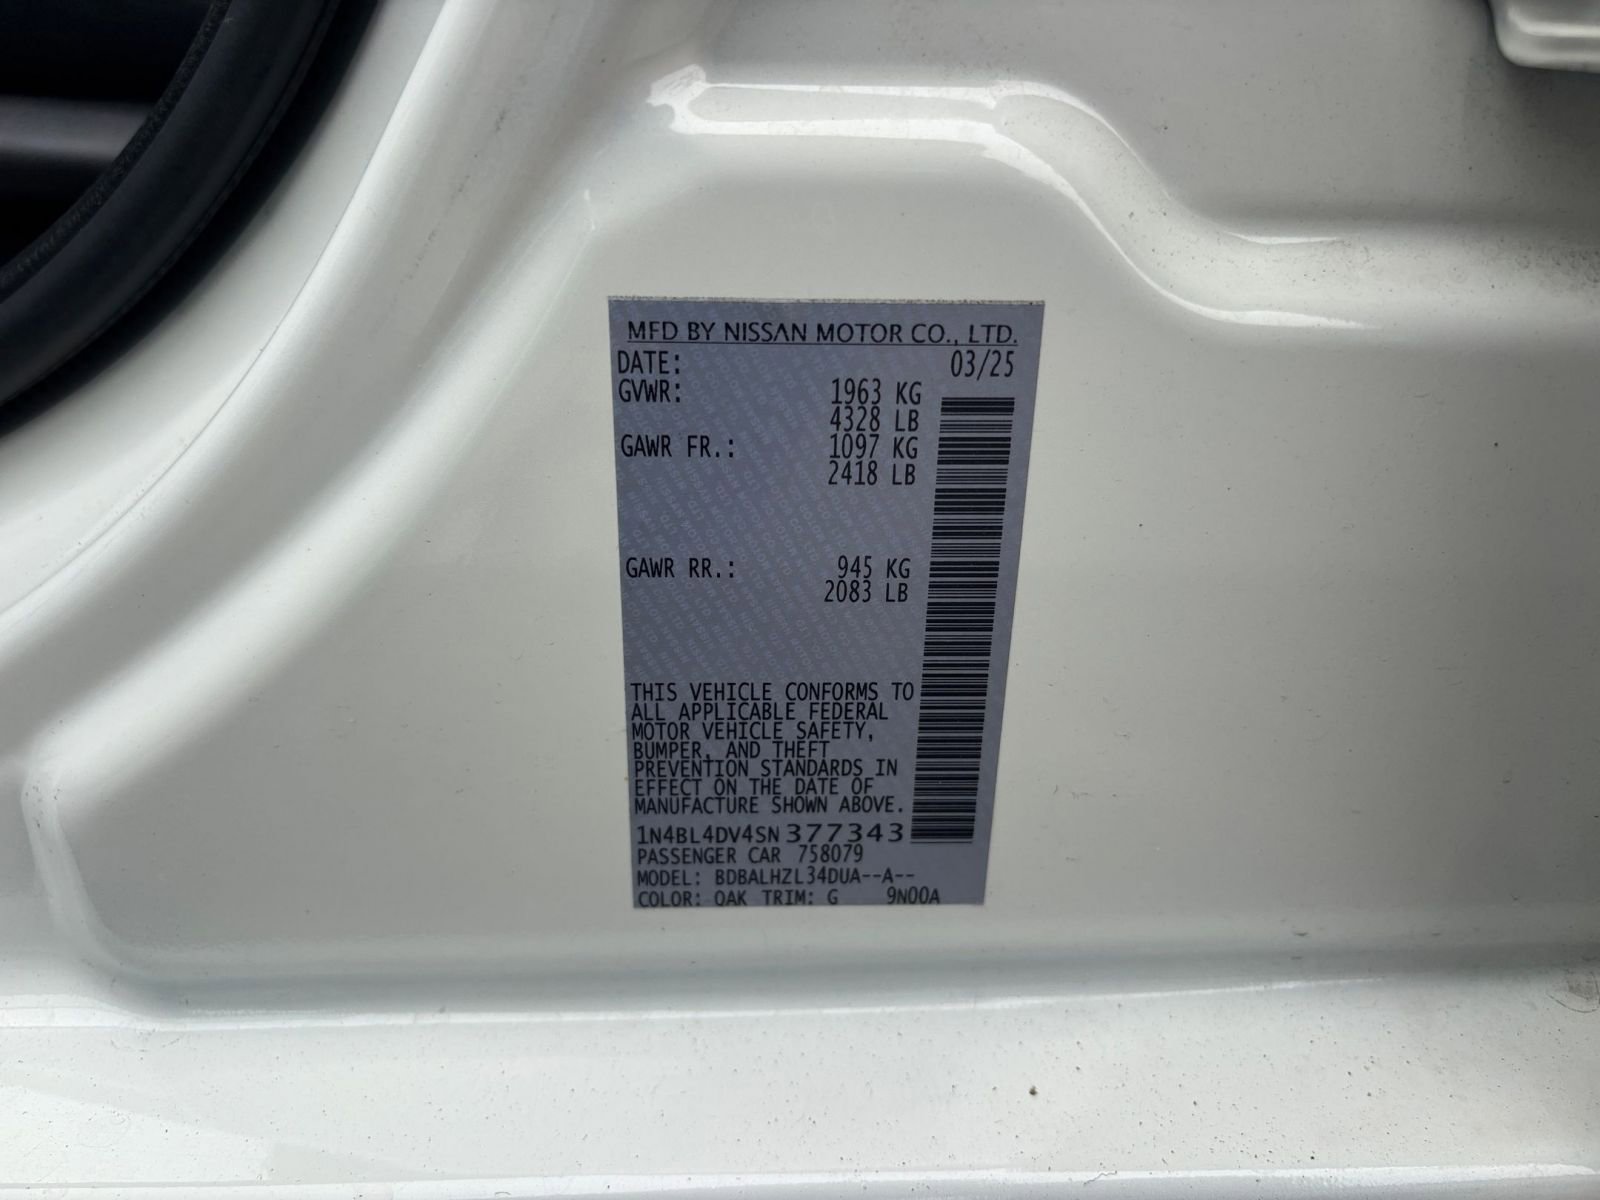 MFD BY NISSAN MOTOR CO., LTD.
DATE: 03/25
GVWR: 1963 KG
4328 LB
GAWR FR.: 1097 KG
2418 LB
GAWR RR.: 945 KG
2083 LB
THIS VEHICLE CONFORMS TO
ALL APPLICABLE FEDERAL
MOTOR VEHICLE SAFETY,
BUMPER, AND THEFT
PREVENTION STANDARDS IN
EFFECT ON THE DATE OF
MANUFACTURE SHOWN ABOVE.
1N4BL4DV4SN377343
PASSENGER CAR 758079
MODEL: BDBALHZL34DUA--A--
COLOR: QAK TRIM: G 9N00A